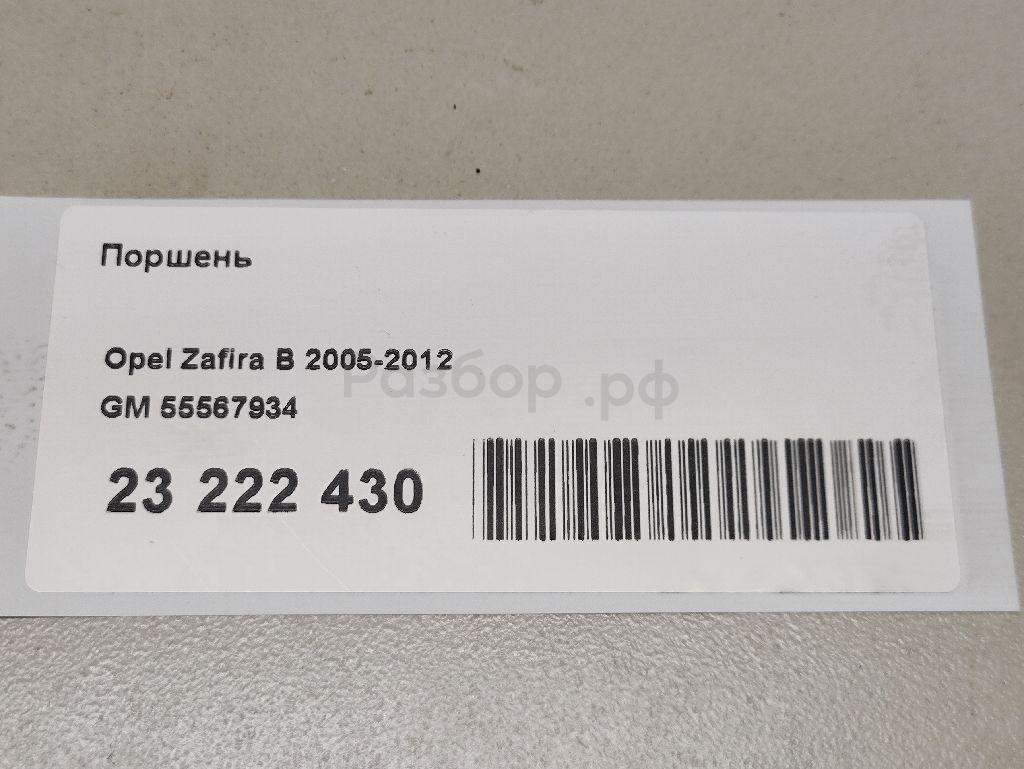 Поршень
Opel Zafira B 2005-2012
Разбор.рф
GM 55567934
23 222 430